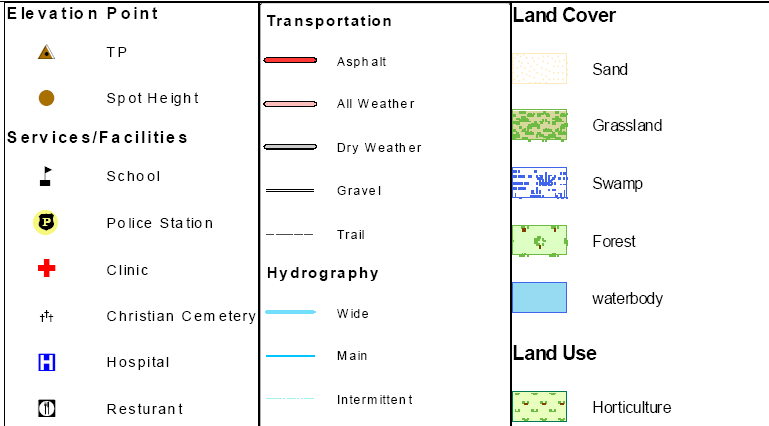 Elevation Point
TP
Spot Height
Services/Facilities
School
P
Police Station
Clinic
Christian Cemetery
H
Hospital
Resturant
Transportation
Asphalt
All Weather
Dry Weather
Gravel
Trail
Hydrography
Wide
Main
Intermittent
Land Cover
Sand
Grassland
Swamp
Forest
waterbody
Land Use
Horticulture